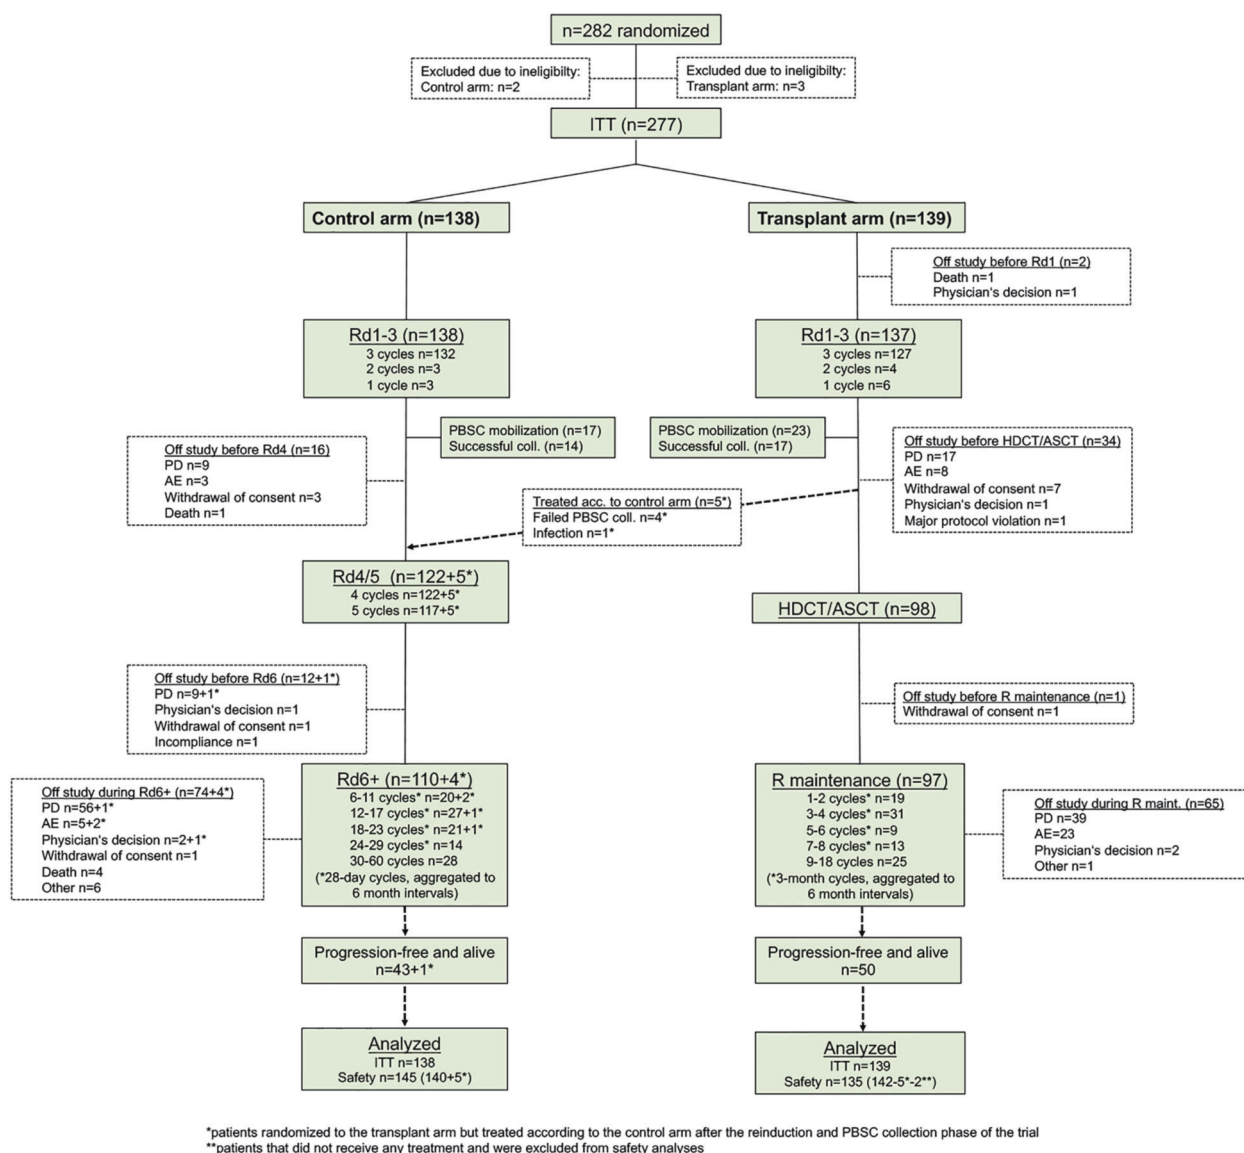 n=282 randomized
Excluded due to ineligibilty:
Control arm: n=2
Excluded due to ineligibilty:
Transplant arm: n=3
ITT (n=277)
Control arm (n=138)
Transplant arm (n=139)
Off study before Rd1 (n=2)
Death n=1
Physician's decision n=1
Rd1-3 (n=138)
3 cycles n=132
2 cycles n=3
1 cycle n=3
Rd1-3 (n=137)
3 cycles n=127
2 cycles n=4
1 cycle n=6
PBSC mobilization (n=17)
Successful coll. (n=14)
PBSC mobilization (n=23)
Successful coll. (n=17)
Off study before Rd4 (n=16)
PD n=9
AE n=3
Withdrawal of consent n=3
Death n=1
Off study before HDCT/ASCT (n=34)
PD n=17
AE n=8
Withdrawal of consent n=7
Physician's decision n=1
Major protocol violation n=1
Treated acc. to control arm (n=5*)
Failed PBSC coll. n=4*
Infection n=1*
Rd4/5 (n=122+5*)
4 cycles n=122+5*
5 cycles n=117+5*
HDCT/ASCT (n=98)
Off study before Rd6 (n=12+1*)
PD n=9+1*
Physician's decision n=1
Withdrawal of consent n=1
Incompliance n=1
Off study before R maintenance (n=1)
Withdrawal of consent n=1
Rd6+ (n=110+4*)
6-11 cycles* n=20+2*
12-17 cycles* n=27+1*
18-23 cycles* n=21+1*
24-29 cycles* n=14
30-60 cycles n=28
(*28-day cycles, aggregated to
6 month intervals)
Off study during Rd6+ (n=74+4*)
PD n=56+1*
AE n=5+2*
Physician's decision n=2+1*
Withdrawal of consent n=1
Death n=4
Other n=6
R maintenance (n=97)
1-2 cycles* n=19
3-4 cycles* n=31
5-6 cycles* n=9
7-8 cycles* n=13
9-18 cycles n=25
(*3-month cycles, aggregated to
6 month intervals)
Off study during R maint. (n=65)
PD n=39
AE=23
Physician's decision n=2
Other n=1
Progression-free and alive
n=43+1*
Progression-free and alive
n=50
Analyzed
ITT n=138
Safety n=145 (140+5*)
Analyzed
ITT n=139
Safety n=135 (142-5*-2**)
*patients randomized to the transplant arm but treated according to the control arm after the reinduction and PBSC collection phase of the trial
**patients that did not receive any treatment and were excluded from safety analyses